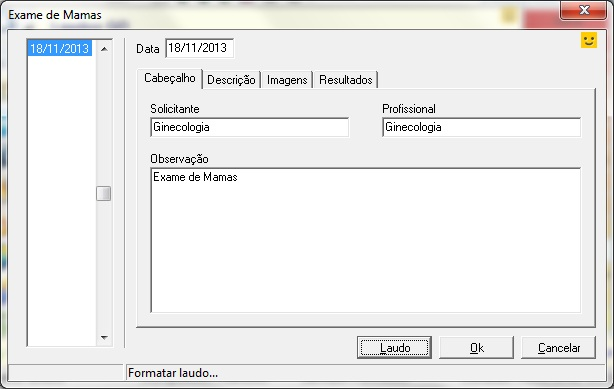 Exame de Mamas
18/11/2013
Data 18/11/2013
Cabeçalho Descrição Imagens Resultados
Solicitante Profissional
Ginecologia Ginecologia
Observação
Exame de Mamas
Laudo Ok Cancelar
Formatar laudo...